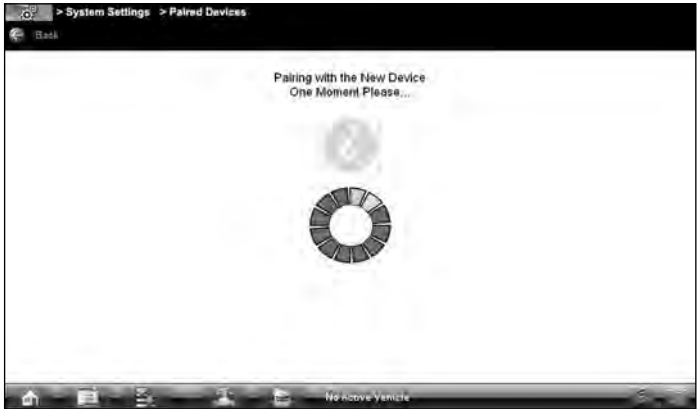 > System Settings > Paired Devices
Back
Pairing with the New Device
One Moment Please...
No Active Vehicle